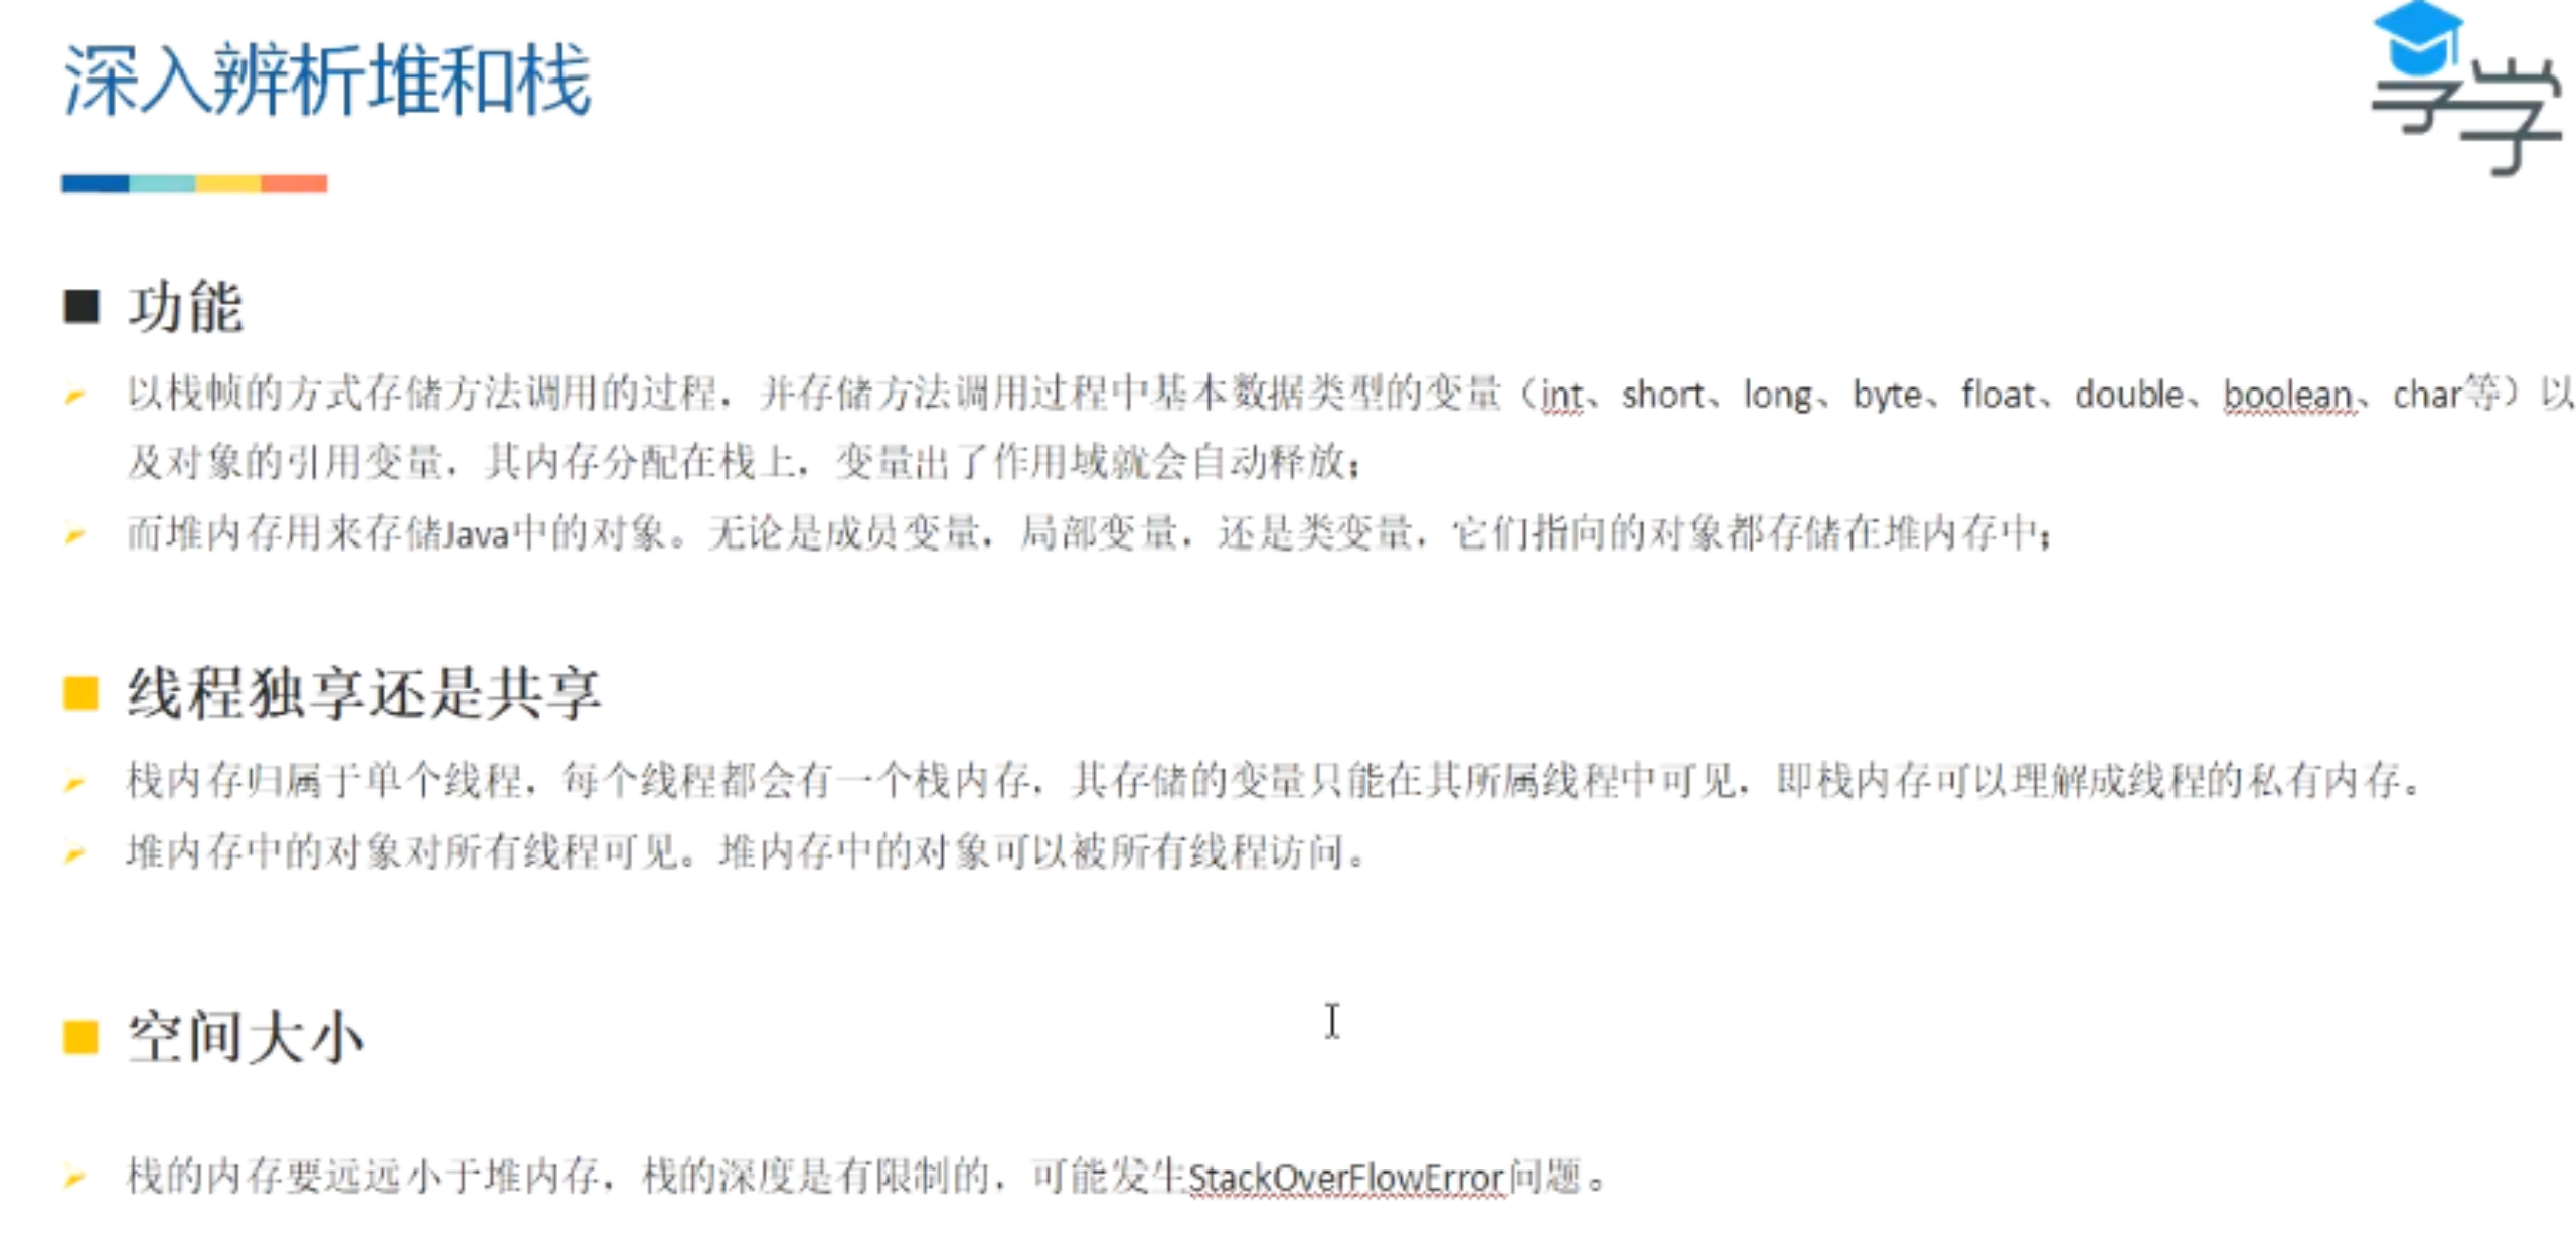 深入辨析堆和栈
享学
功能
以栈帧的方式存储方法调用的过程，并存储方法调用过程中基本数据类型的变量（int、short、long、byte、float、double、boolean、char等）以
及对象的引用变量，其内存分配在栈上，变量出了作用域就会自动释放；
而堆内存用来存储Java中的对象。无论是成员变量，局部变量，还是类变量，它们指向的对象都存储在堆内存中；
线程独享还是共享
栈内存归属于单个线程，每个线程都会有一个栈内存，其存储的变量只能在其所属线程中可见，即栈内存可以理解成线程的私有内存。
堆内存中的对象对所有线程可见。堆内存中的对象可以被所有线程访问。
空间大小
栈的内存要远远小于堆内存，栈的深度是有限制的，可能发生StackOverFlowError问题。